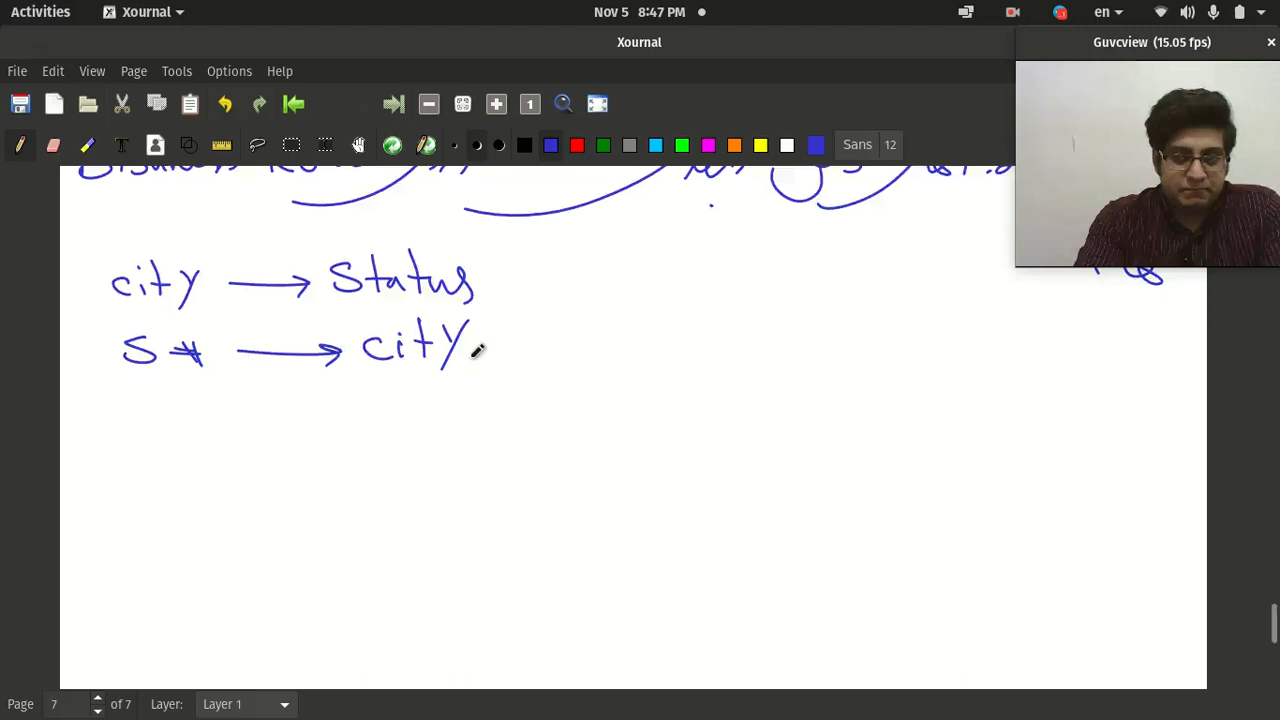 Activities Xournal Nov 5 8:47 PM en
Xournal
Guvcview (15.05 fps)
File Edit View Page Tools Options Help
1
Sans 12
city → Status
S# → city
Page 7 of 7 Layer: Layer 1